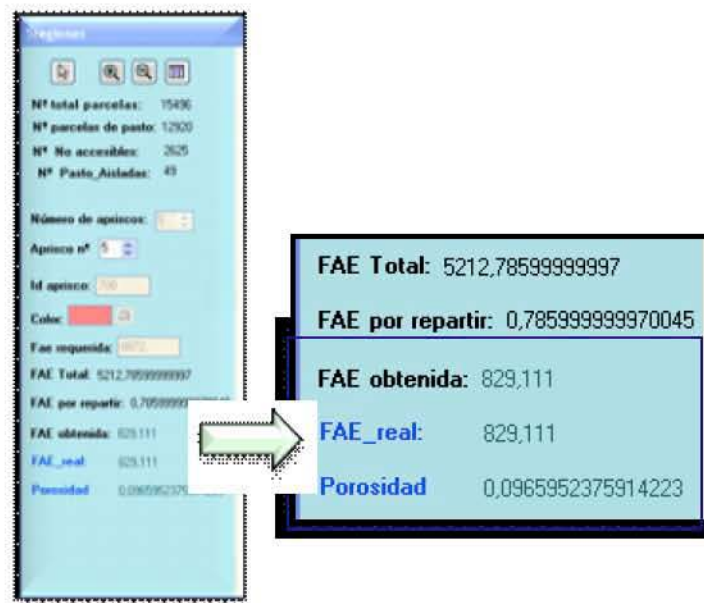 Regiones
Nº total parcelas: 15496
Nº parcelas de pasto: 12920
Nº No accesibles: 2625
Nº Pasto_Aisladas: 49
Número de apriscos:
Aprisco nº 5
Id aprisco: 700
Color:
Fae requerida:
FAE Total: 5212,78599999997
FAE por repartir:
FAE obtenida: 829,111
FAE_real: 829,111
Porosidad
FAE Total: 5212,78599999997
FAE por repartir: 0,785999999970045
FAE obtenida: 829,111
FAE_real: 829,111
Porosidad 0,0965952375914223